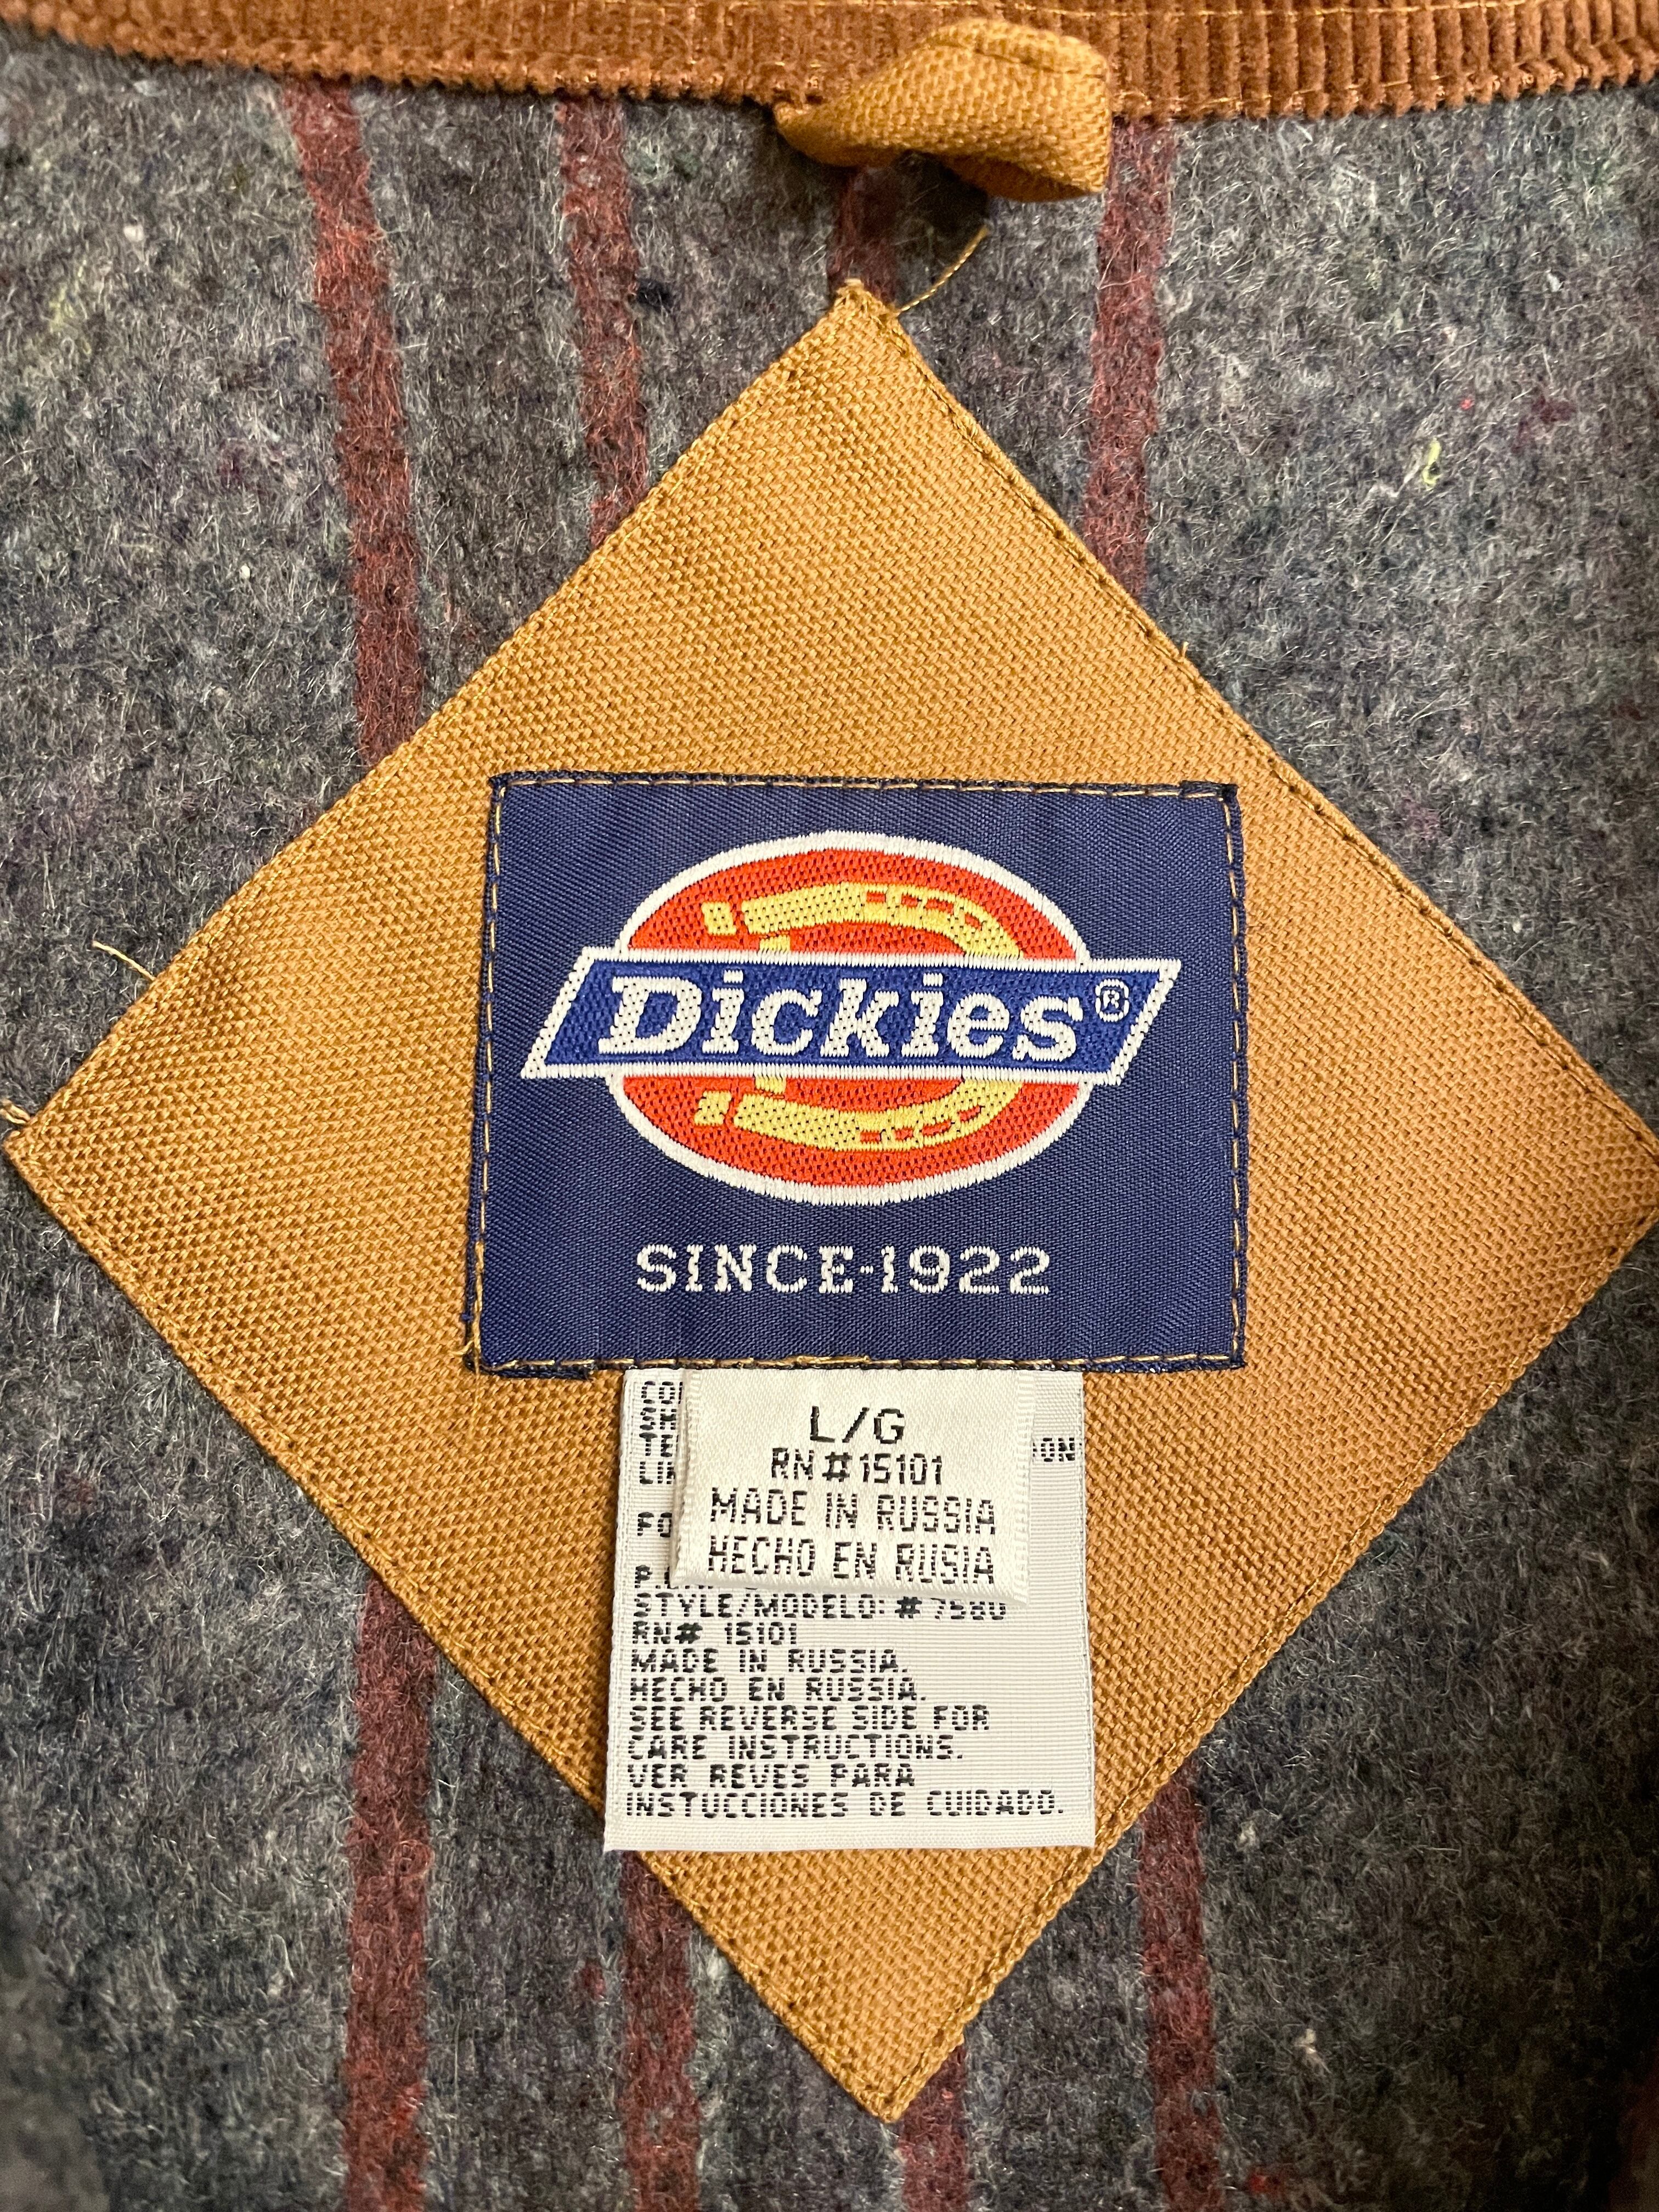 Dickies®
SINCE-1922
L/G
RN#15101
MADE IN RUSSIA
HECHO EN RUSIA
STYLE/MODELO: # 7580
RN# 15101
MADE IN RUSSIA.
HECHO EN RUSSIA.
SEE REVERSE SIDE FOR
CARE INSTRUCTIONS.
VER REVES PARA
INSTUCCIONES DE CUIDADO.